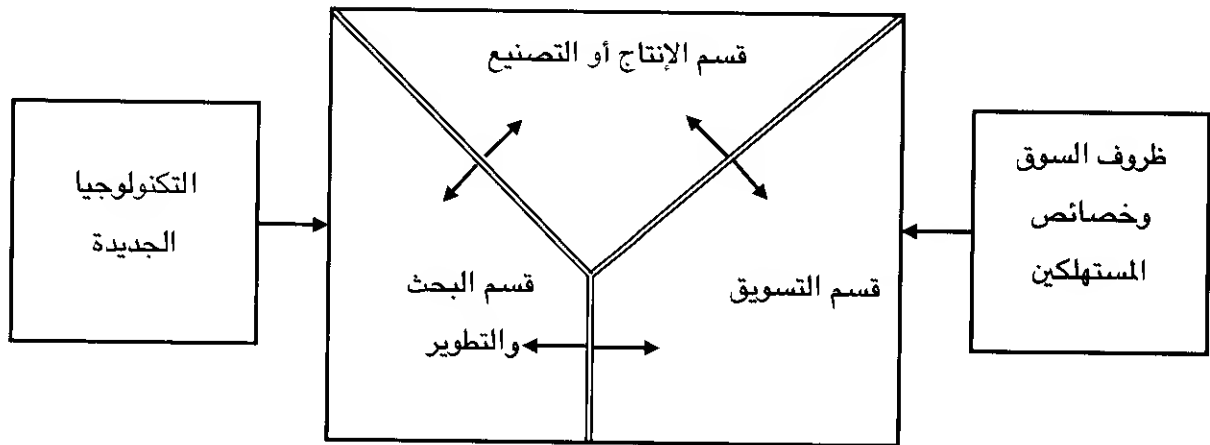 قسم الإنتاج أو التصنيع
ظروف السوق
وخصائص
المستهلكين
التكنولوجيا
الجديدة
قسم التسويق
قسم البحث
والتطوير